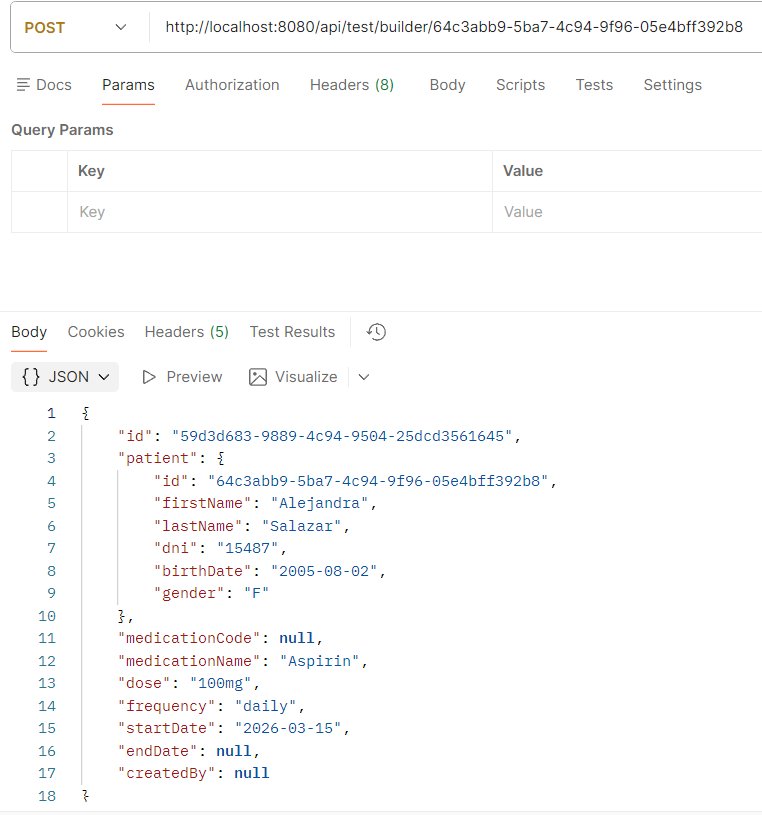 POST http://localhost:8080/api/test/builder/64c3abb9-5ba7-4c94-9f96-05e4bff392b8
Docs Params Authorization Headers (8) Body Scripts Tests Settings
Query Params
Key Value
Key Value
Body Cookies Headers (5) Test Results
{} JSON Preview Visualize
1 {
2 "id": "59d3d683-9889-4c94-9504-25dcd3561645",
3 "patient": {
4 "id": "64c3abb9-5ba7-4c94-9f96-05e4bff392b8",
5 "firstName": "Alejandra",
6 "lastName": "Salazar",
7 "dni": "15487",
8 "birthDate": "2005-08-02",
9 "gender": "F"
10 },
11 "medicationCode": null,
12 "medicationName": "Aspirin",
13 "dose": "100mg",
14 "frequency": "daily",
15 "startDate": "2026-03-15",
16 "endDate": null,
17 "createdBy": null
18 }